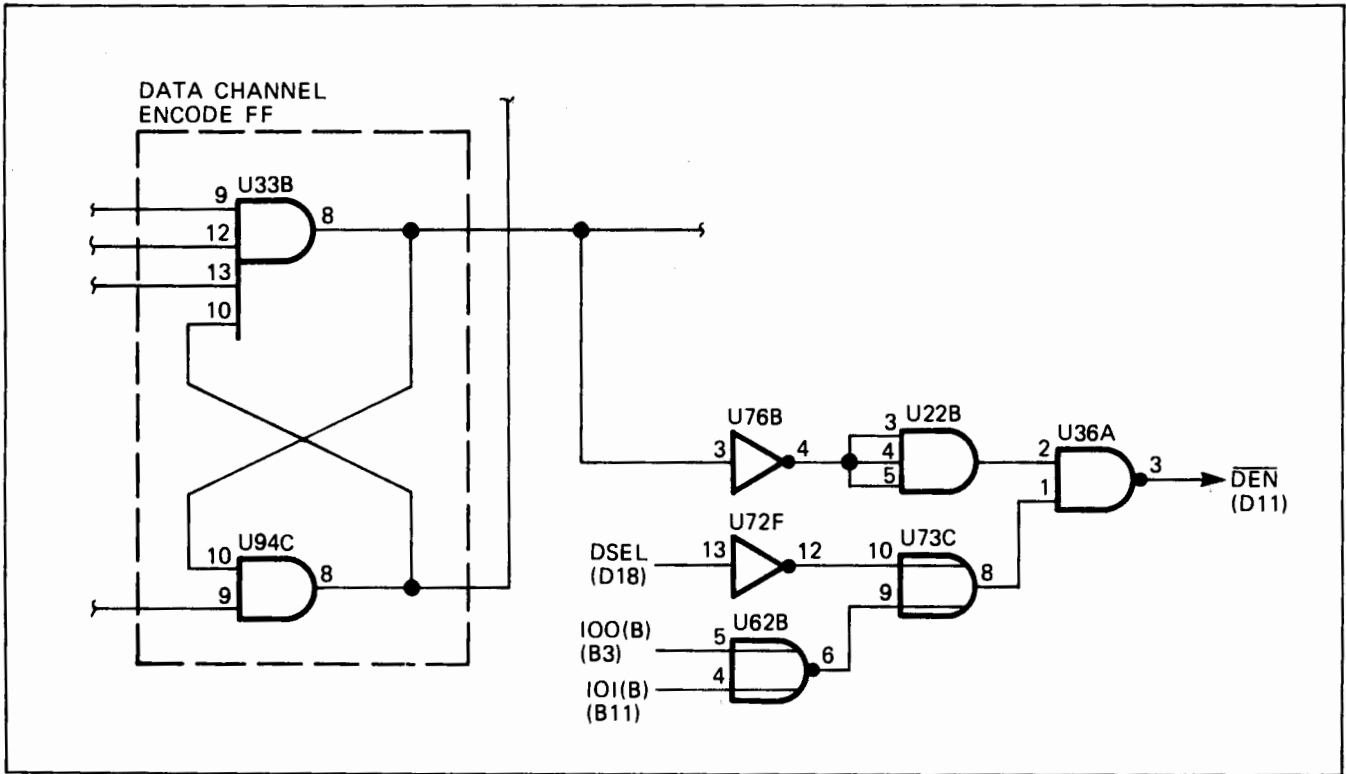 DATA CHANNEL
ENCODE FF
U33B
9
8
12
13
10
U94C
10
8
9
U76B
3
4
U22B
3
4
5
U36A
2
3
1
DEN
(D11)
U72F
DSEL
13
12
(D18)
U73C
10
8
9
U62B
IOO(B)
5
(B3)
6
IOI(B)
4
(B11)